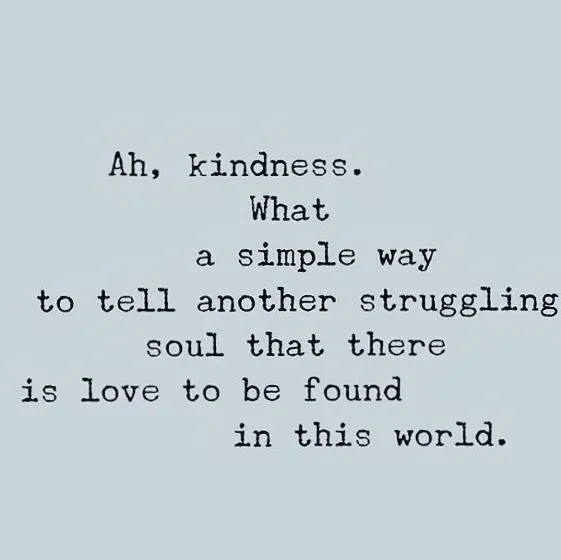 Ah, kindness.
What
a simple way
to tell another struggling
soul that there
is love to be found
in this world.